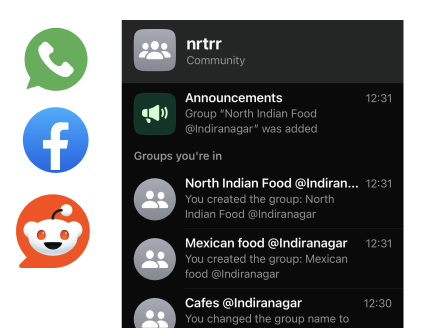 nrtrr
Community
Announcements 12:31
Group “North Indian Food
@Indiranagar” was added
Groups you're in
North Indian Food @Indiran... 12:31
You created the group: North
Indian Food @Indiranagar
Mexican food @Indiranagar 12:31
You created the group: Mexican
food @Indiranagar
Cafes @Indiranagar 12:30
You changed the group name to